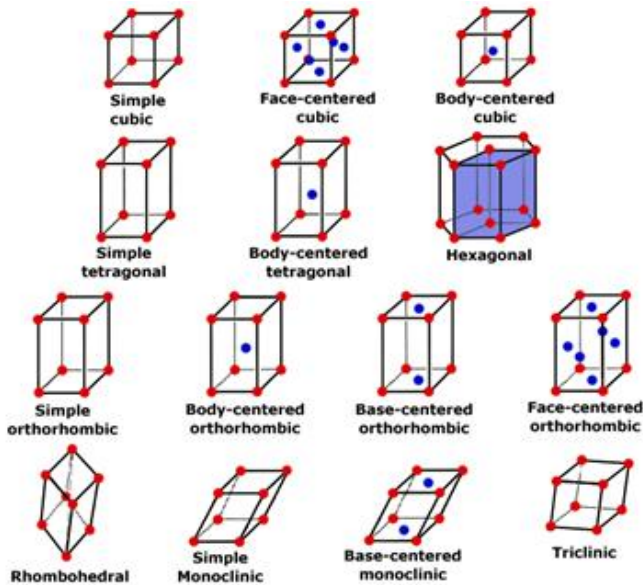 Simple
cubic
Face-centered
cubic
Body-centered
cubic
Simple
tetragonal
Body-centered
tetragonal
Hexagonal
Simple
orthorhombic
Body-centered
orthorhombic
Base-centered
orthorhombic
Face-centered
orthorhombic
Rhombohedral
Simple
Monoclinic
Base-centered
monoclinic
Triclinic